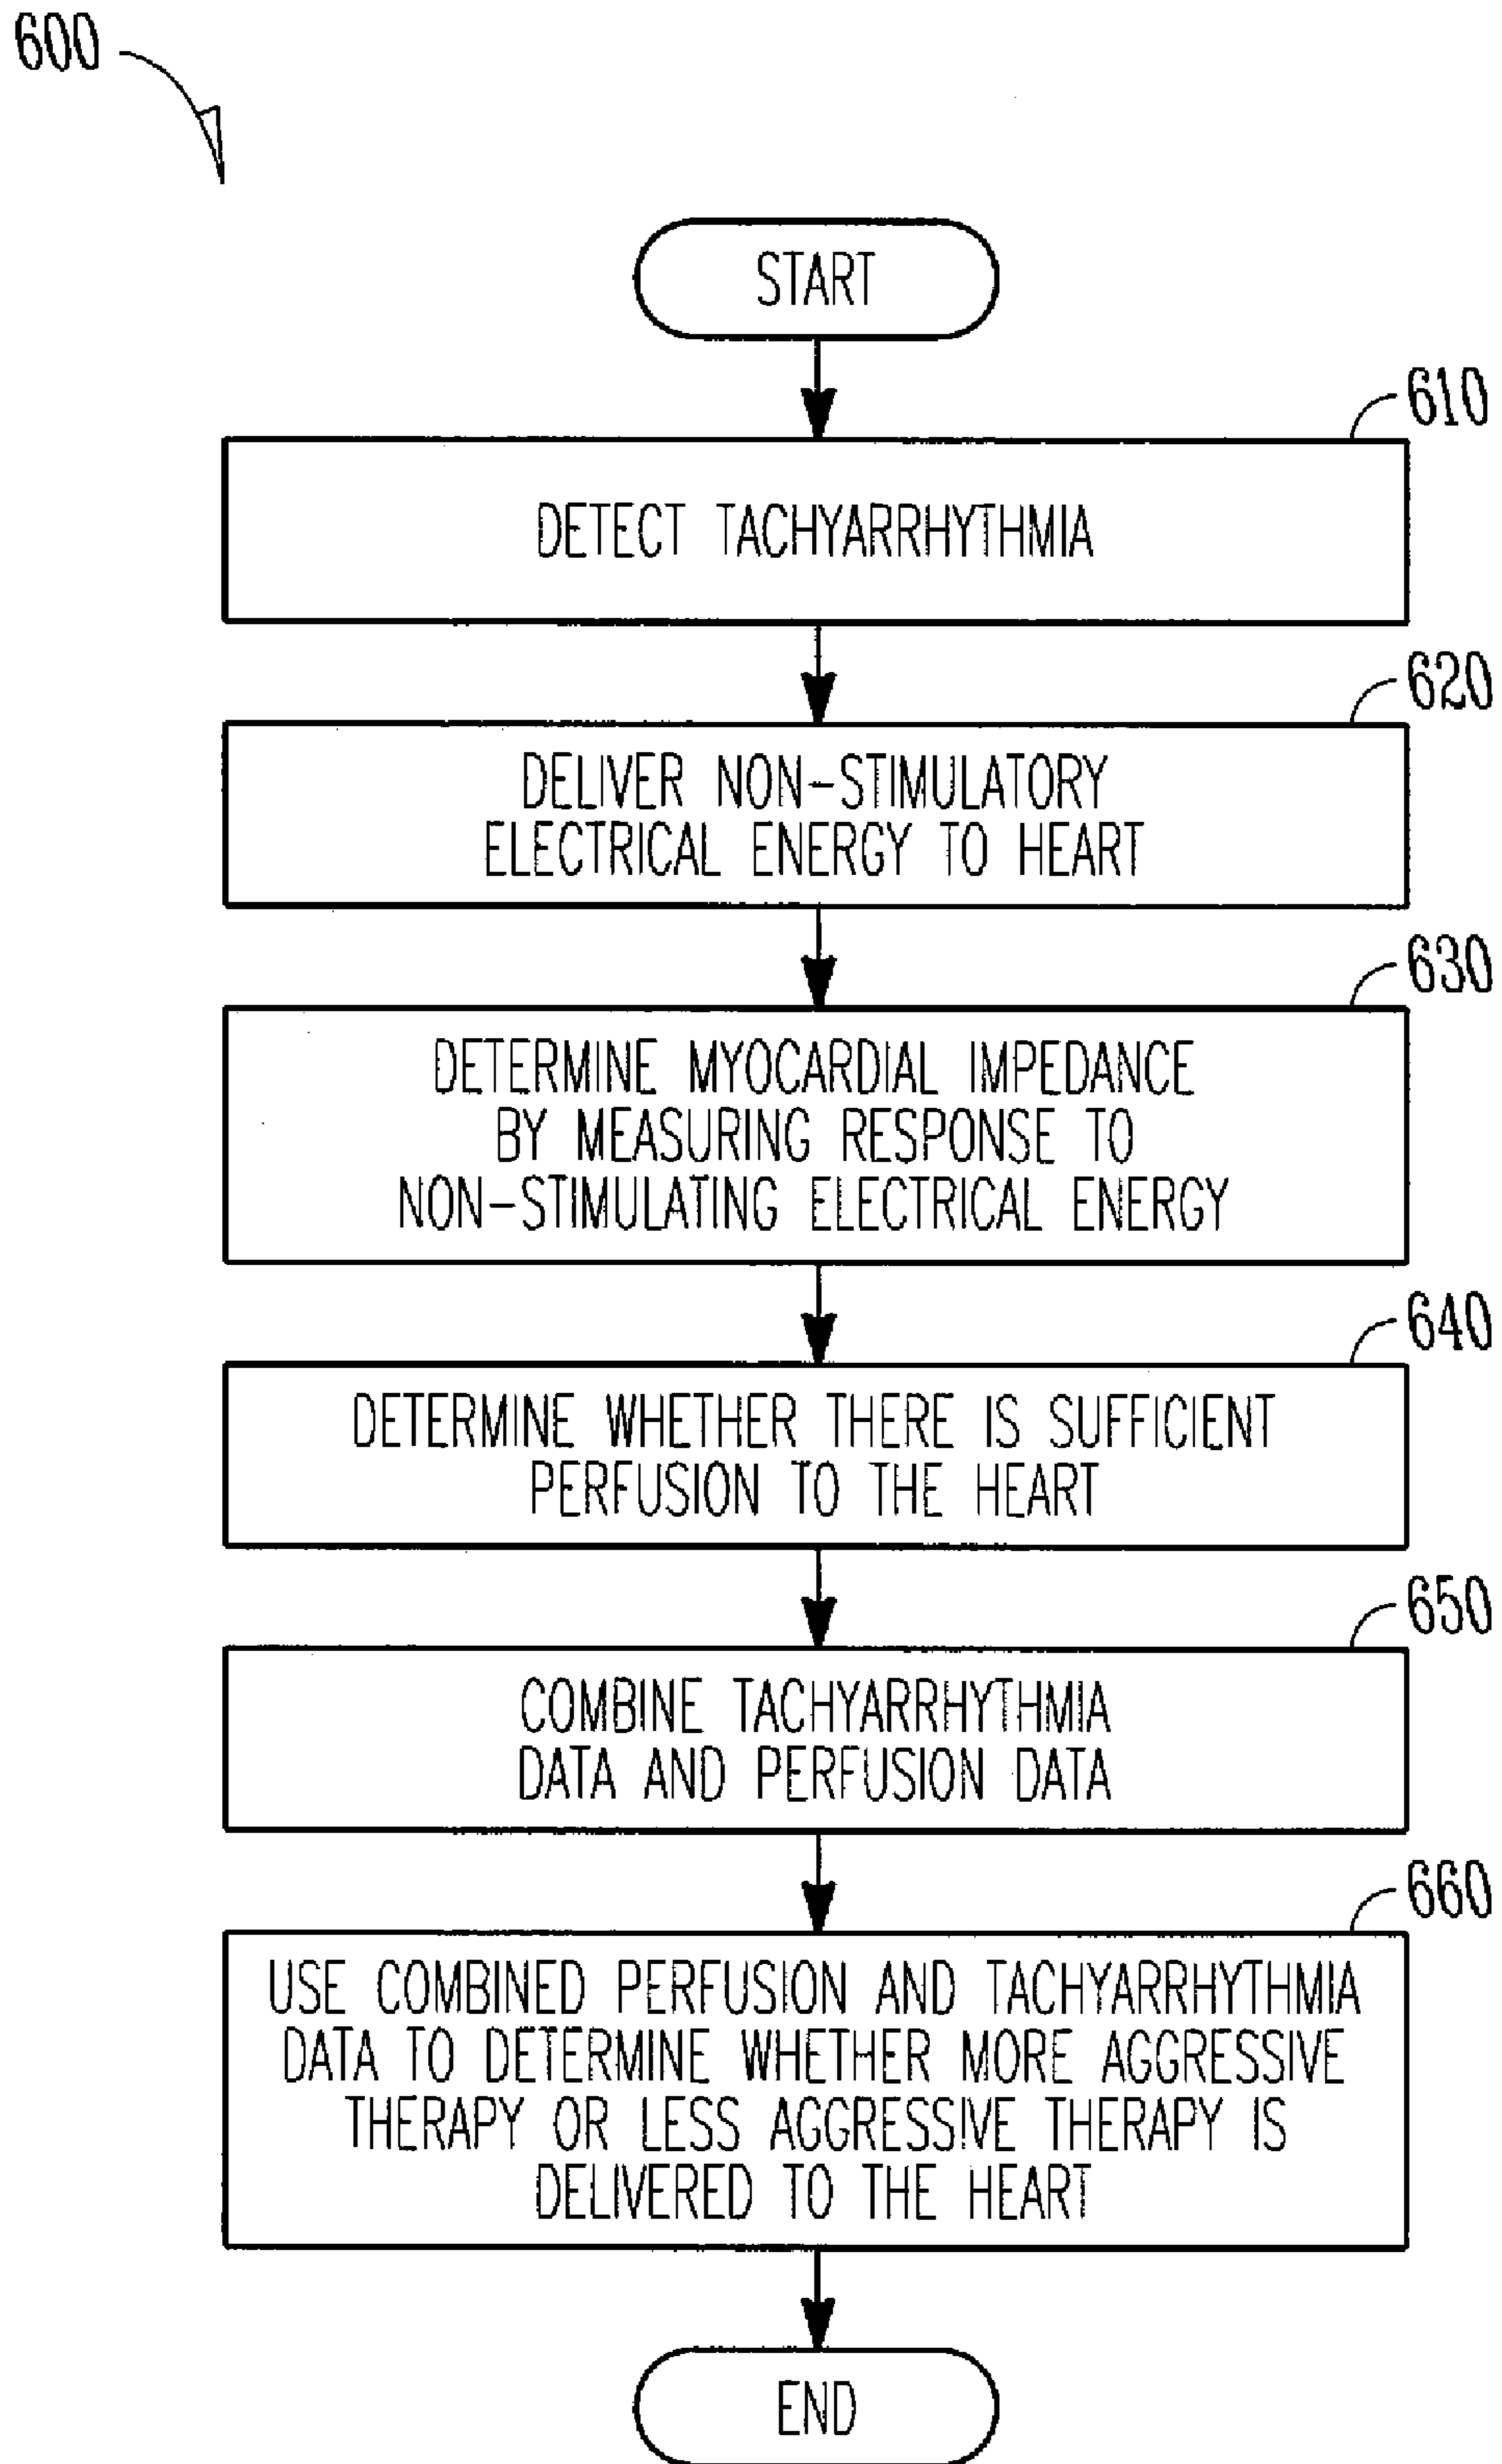 600
START
610
DETECT TACHYARRHYTHMIA
620
DELIVER NON-STIMULATORY
ELECTRICAL ENERGY TO HEART
630
DETERMINE MYOCARDIAL IMPEDANCE
BY MEASURING RESPONSE TO
NON-STIMULATING ELECTRICAL ENERGY
640
DETERMINE WHETHER THERE IS SUFFICIENT
PERFUSION TO THE HEART
650
COMBINE TACHYARRHYTHMIA
DATA AND PERFUSION DATA
660
USE COMBINED PERFUSION AND TACHYARRHYTHMIA
DATA TO DETERMINE WHETHER MORE AGGRESSIVE
THERAPY OR LESS AGGRESSIVE THERAPY IS
DELIVERED TO THE HEART
END